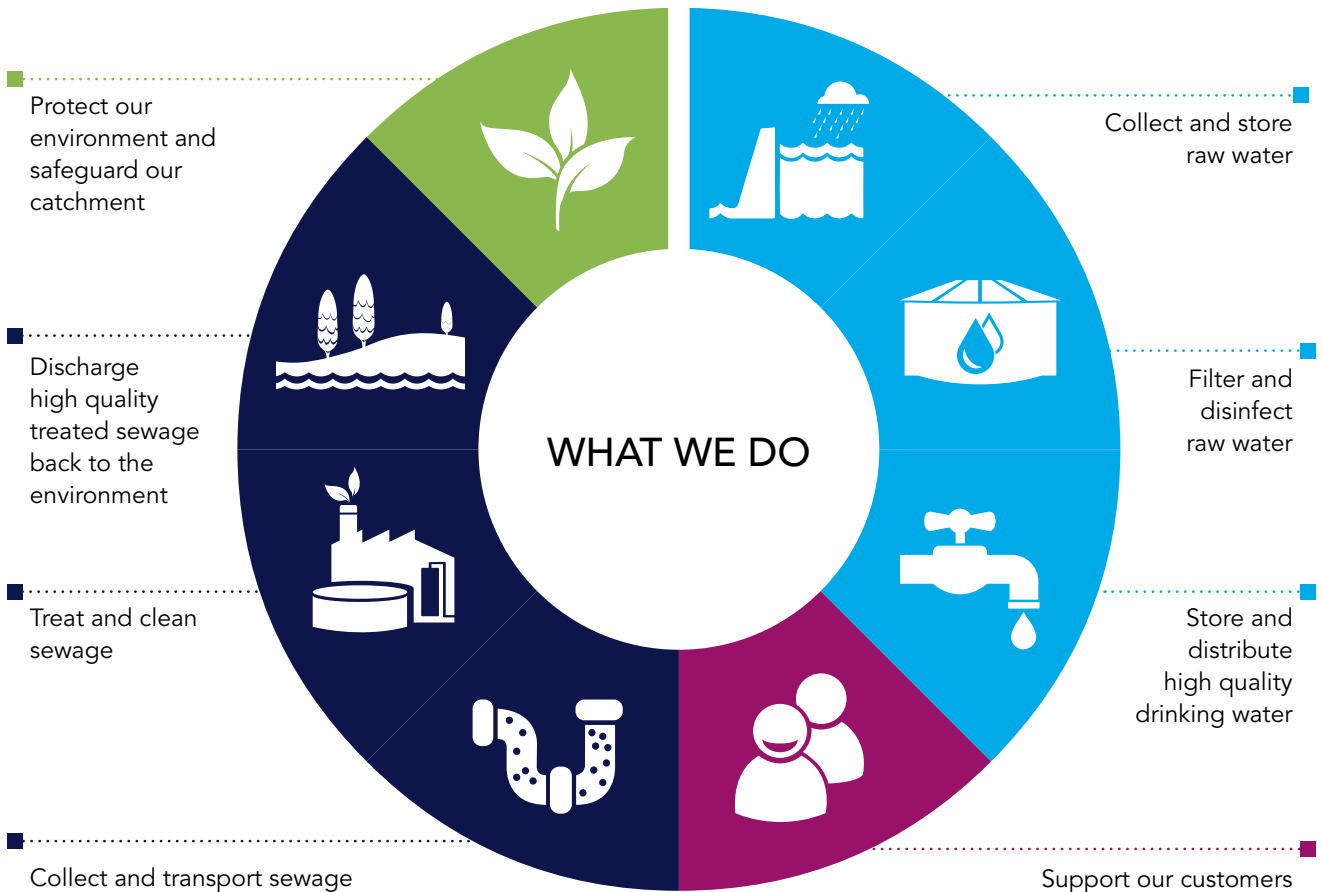 WHAT WE DO
Collect and store
raw water
Filter and
disinfect
raw water
Store and
distribute
high quality
drinking water
Support our customers
Collect and transport sewage
Treat and clean
sewage
Discharge
high quality
treated sewage
back to the
environment
Protect our
environment and
safeguard our
catchment